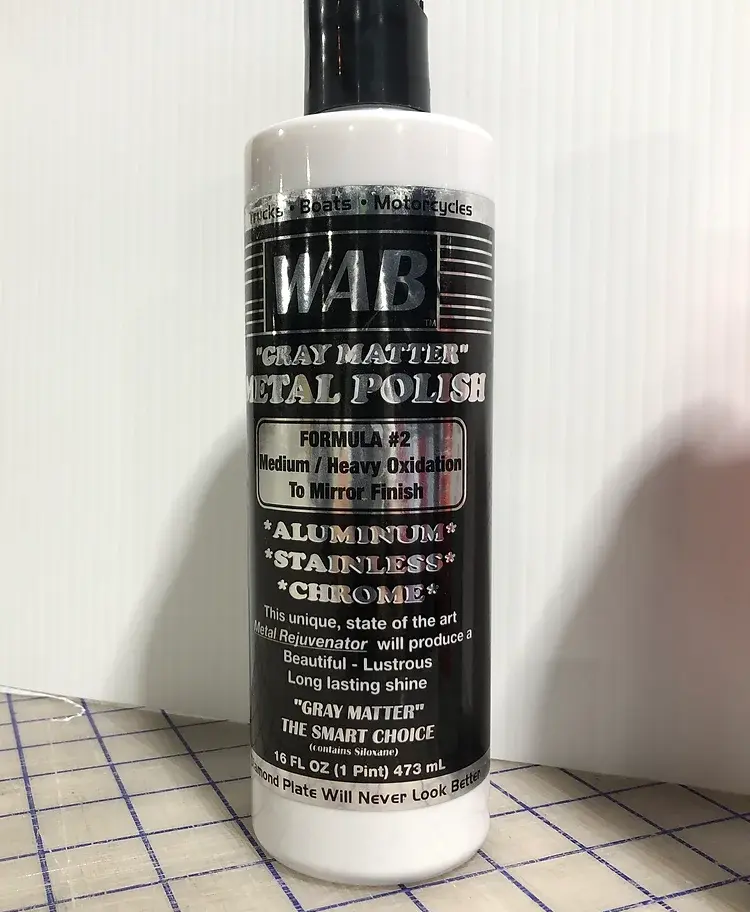 Trucks • Boats • Motorcycles
WAB
TM
"GRAY MATTER"
METAL POLISH
FORMULA #2
Medium / Heavy Oxidation
To Mirror Finish
*ALUMINUM*
*STAINLESS*
*CHROME*
This unique, state of the art
Metal Rejuvenator will produce a
Beautiful - Lustrous
Long lasting shine
"GRAY MATTER"
THE SMART CHOICE
(contains Siloxane)
16 FL OZ (1 Pint) 473 mL
Plate Will Never Look Better